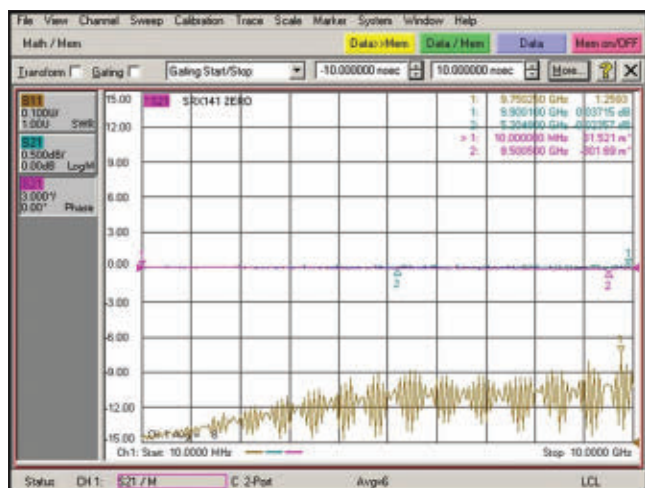 File View Channel Sweep Calibration Trace Scale Marker System Window Help
Math / Mem Data>>Mem Data / Mem Data Mem on/OFF
Transform Gating Gating Start/Stop -10.000000 nsec 10.000000 nsec More... ? X
S11
0.100U/
1.00U SWR
S21
0.500dB/
0.00dB LogM
S21
3.000°/
0.00° Phase
15.00
12.00
9.00
6.00
3.00
0.00
-3.00
-6.00
-9.00
-12.00
-15.00
S21 ZERO
1: 9.750250 GHz 1.2593
1: 9.900100 GHz 0.03715 dB
> 1: 10.000000 MHz 31.521 m°
2: 9.500500 GHz -301.89 m°
1
2
2
1
Ch1: Start 10.0000 MHz Stop 10.0000 GHz
Status CH 1: S21 / M C 2-Port Avg=6 LCL